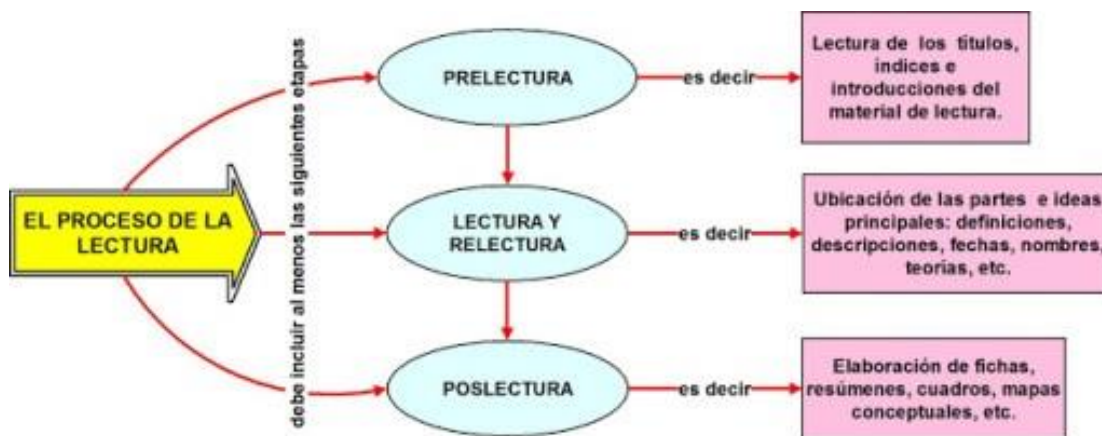 EL PROCESO DE LA
LECTURA
debe incluir al menos las siguientes etapas
PRELECTURA
es decir
Lectura de los títulos,
índices e
introducciones del
material de lectura.
LECTURA Y
RELECTURA
es decir
Ubicación de las partes e ideas
principales: definiciones,
descripciones, fechas, nombres,
teorías, etc.
POSLECTURA
es decir
Elaboración de fichas,
resúmenes, cuadros, mapas
conceptuales, etc.